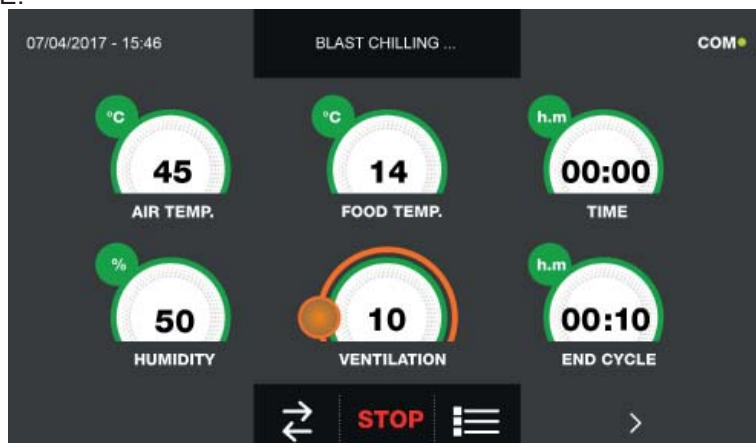 E:
07/04/2017 - 15:46
BLAST CHILLING ...
COM
°C
45
AIR TEMP.
°C
14
FOOD TEMP.
h.m
00:00
TIME
%
50
HUMIDITY
10
VENTILATION
h.m
00:10
END CYCLE
STOP
>